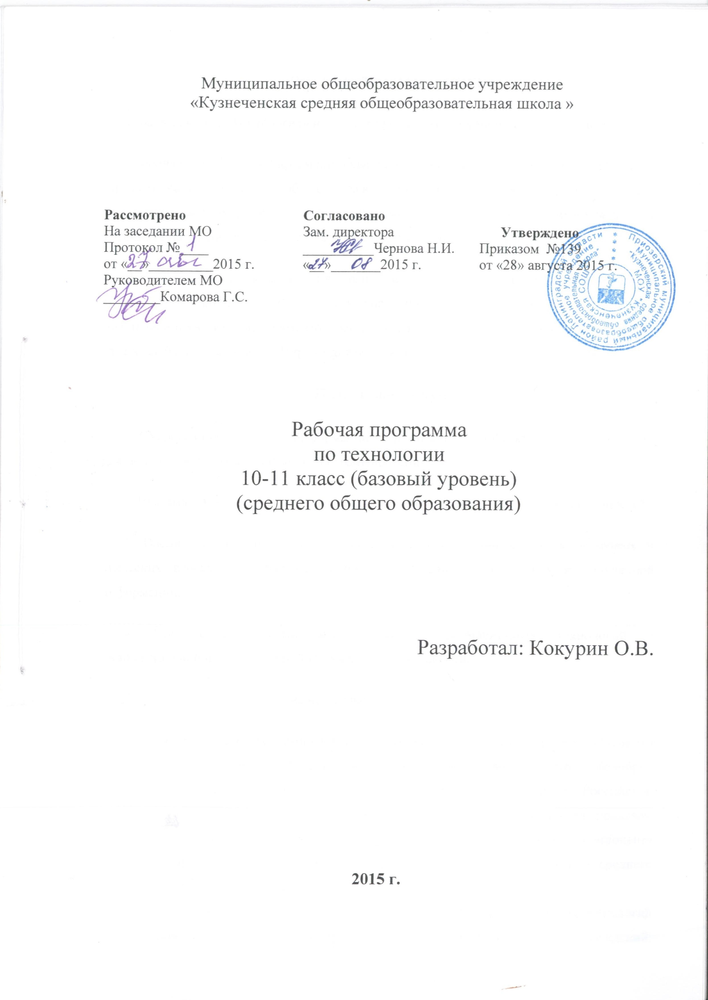 Муниципальное общеобразовательное учреждение
«Кузнеченская средняя общеобразовательная школа »
Рассмотрено
На заседании МО
Протокол № 1
от «27» авг 2015 г.
Руководителем МО
Комарова Г.С.
Согласовано
Зам. директора
Чернова Н.И.
«27» 08 2015 г.
Утверждено
Приказом №139
от «28» августа 2015 г.
Приозерский муниципальный район Ленинградской области
Муниципальное общеобразовательное учреждение
"Кузнеченская средняя общеобразовательная школа"
МОУ "Кузнеченская СОШ"
Рабочая программа
по технологии
10-11 класс (базовый уровень)
(среднего общего образования)
Разработал: Кокурин О.В.
2015 г.